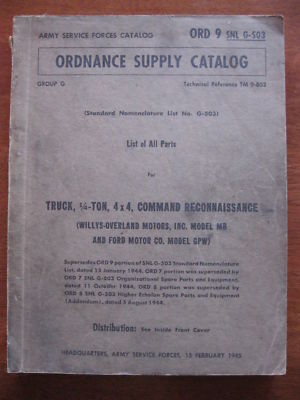 ARMY SERVICE FORCES CATALOG ORD 9 SNL G-503
ORDNANCE SUPPLY CATALOG
GROUP G Technical Reference TM 9-803
(Standard Nomenclature List No. G-503)
List of All Parts
For
TRUCK, ¼-TON, 4 x 4, COMMAND RECONNAISSANCE
(WILLYS-OVERLAND MOTORS, INC. MODEL MB
AND FORD MOTOR CO. MODEL GPW)
Supersedes ORD 9 portion of SNL G-503 Standard Nomenclature
List, dated 15 January 1944. ORD 7 portion was superseded by
ORD 7 SNL G-503 Organizational Spare Parts and Equipment,
dated 11 October 1944. ORD 8 portion was superseded by
ORD 8 SNL G-503 Higher Echelon Spare Parts and Equipment
(Addendum), dated 5 August 1944.
Distribution: See Inside Front Cover
HEADQUARTERS, ARMY SERVICE FORCES, 15 FEBRUARY 1945